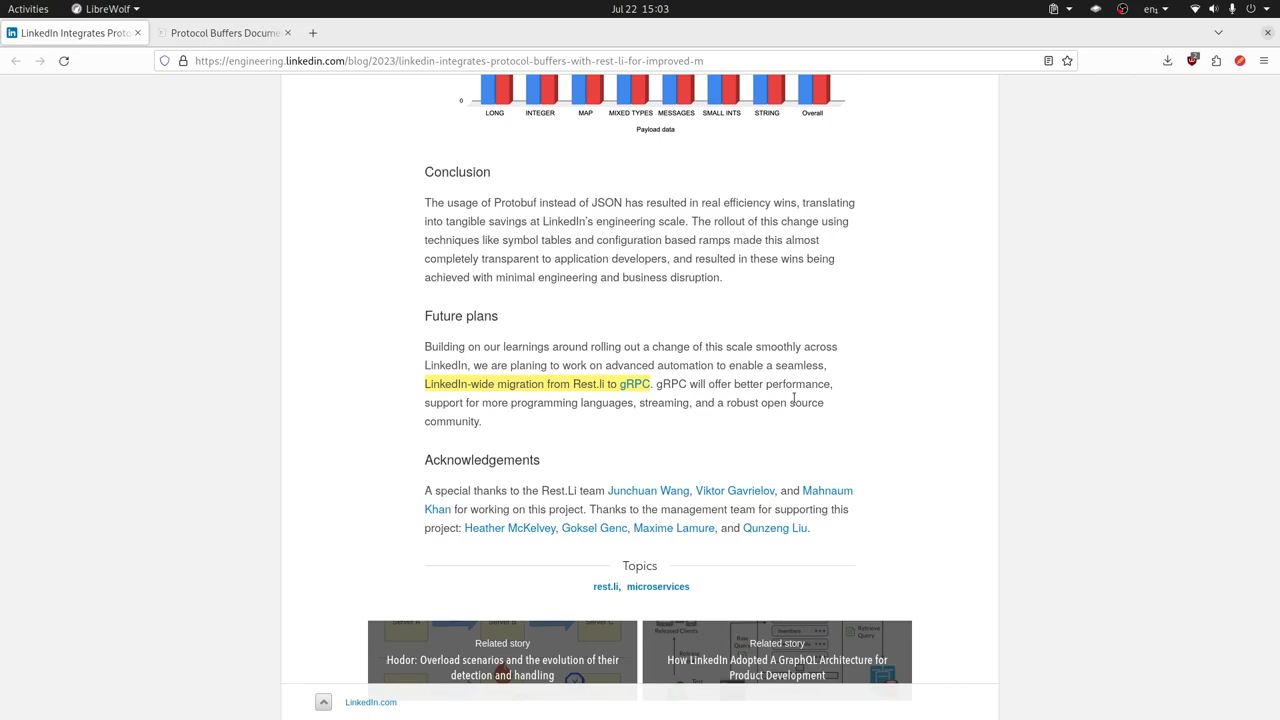 Activities
LibreWolf
Jul 22 15:03
en
LinkedIn Integrates Proto
Protocol Buffers Docume
https://engineering.linkedin.com/blog/2023/linkedin-integrates-protocol-buffers-with-rest-li-for-improved-m
2
0
LONG INTEGER MAP MIXED TYPES MESSAGES SMALL INTS STRING Overall
Payload data
Conclusion
The usage of Protobuf instead of JSON has resulted in real efficiency wins, translating
into tangible savings at LinkedIn’s engineering scale. The rollout of this change using
techniques like symbol tables and configuration based ramps made this almost
completely transparent to application developers, and resulted in these wins being
achieved with minimal engineering and business disruption.
Future plans
Building on our learnings around rolling out a change of this scale smoothly across
LinkedIn, we are planing to work on advanced automation to enable a seamless,
LinkedIn-wide migration from Rest.li to gRPC. gRPC will offer better performance,
support for more programming languages, streaming, and a robust open source
community.
Acknowledgements
A special thanks to the Rest.Li team Junchuan Wang, Viktor Gavrielov, and Mahnaum
Khan for working on this project. Thanks to the management team for supporting this
project: Heather McKelvey, Goksel Genc, Maxime Lamure, and Qunzeng Liu.
Topics
rest.li, microservices
Related story
Hodor: Overload scenarios and the evolution of their
detection and handling
Released Clients
members
Retrieve
Query
Related story
How LinkedIn Adopted A GraphQL Architecture for
Product Development
LinkedIn.com